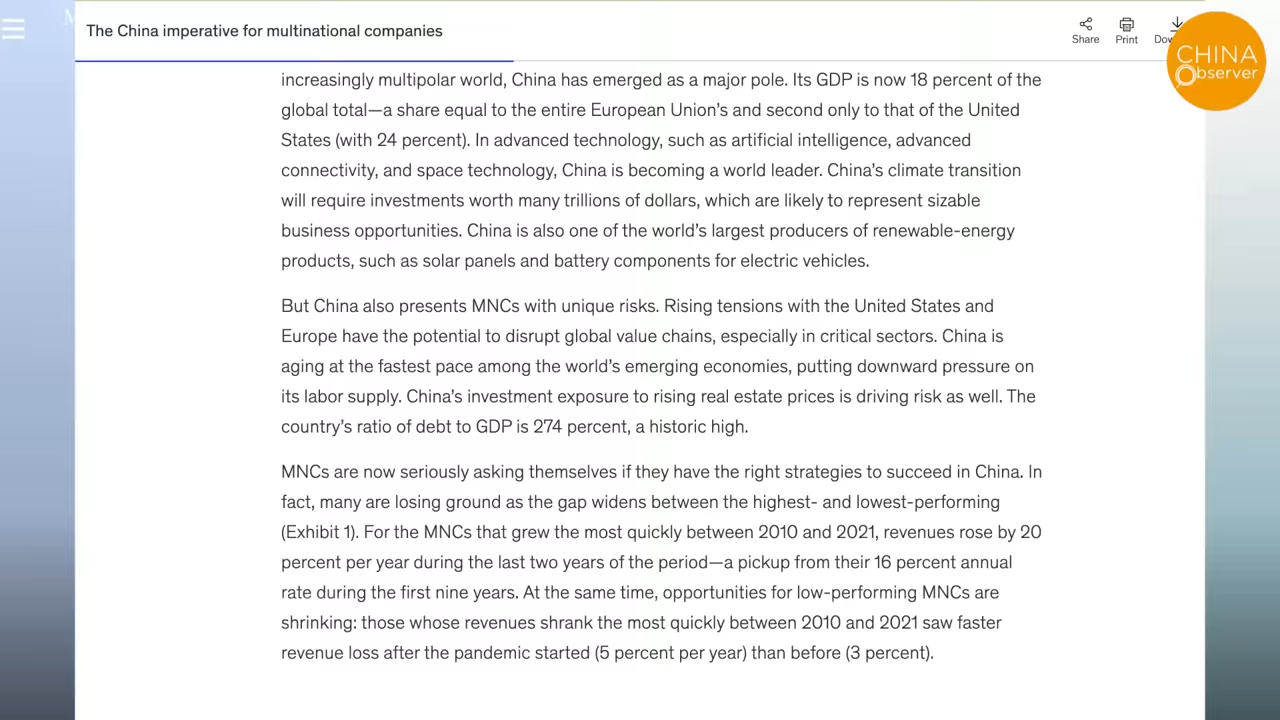 The China imperative for multinational companies
Share
Print
CHINA
Observer
increasingly multipolar world, China has emerged as a major pole. Its GDP is now 18 percent of the
global total—a share equal to the entire European Union’s and second only to that of the United
States (with 24 percent). In advanced technology, such as artificial intelligence, advanced
connectivity, and space technology, China is becoming a world leader. China’s climate transition
will require investments worth many trillions of dollars, which are likely to represent sizable
business opportunities. China is also one of the world’s largest producers of renewable-energy
products, such as solar panels and battery components for electric vehicles.
But China also presents MNCs with unique risks. Rising tensions with the United States and
Europe have the potential to disrupt global value chains, especially in critical sectors. China is
aging at the fastest pace among the world’s emerging economies, putting downward pressure on
its labor supply. China’s investment exposure to rising real estate prices is driving risk as well. The
country’s ratio of debt to GDP is 274 percent, a historic high.
MNCs are now seriously asking themselves if they have the right strategies to succeed in China. In
fact, many are losing ground as the gap widens between the highest- and lowest-performing
(Exhibit 1). For the MNCs that grew the most quickly between 2010 and 2021, revenues rose by 20
percent per year during the last two years of the period—a pickup from their 16 percent annual
rate during the first nine years. At the same time, opportunities for low-performing MNCs are
shrinking: those whose revenues shrank the most quickly between 2010 and 2021 saw faster
revenue loss after the pandemic started (5 percent per year) than before (3 percent).